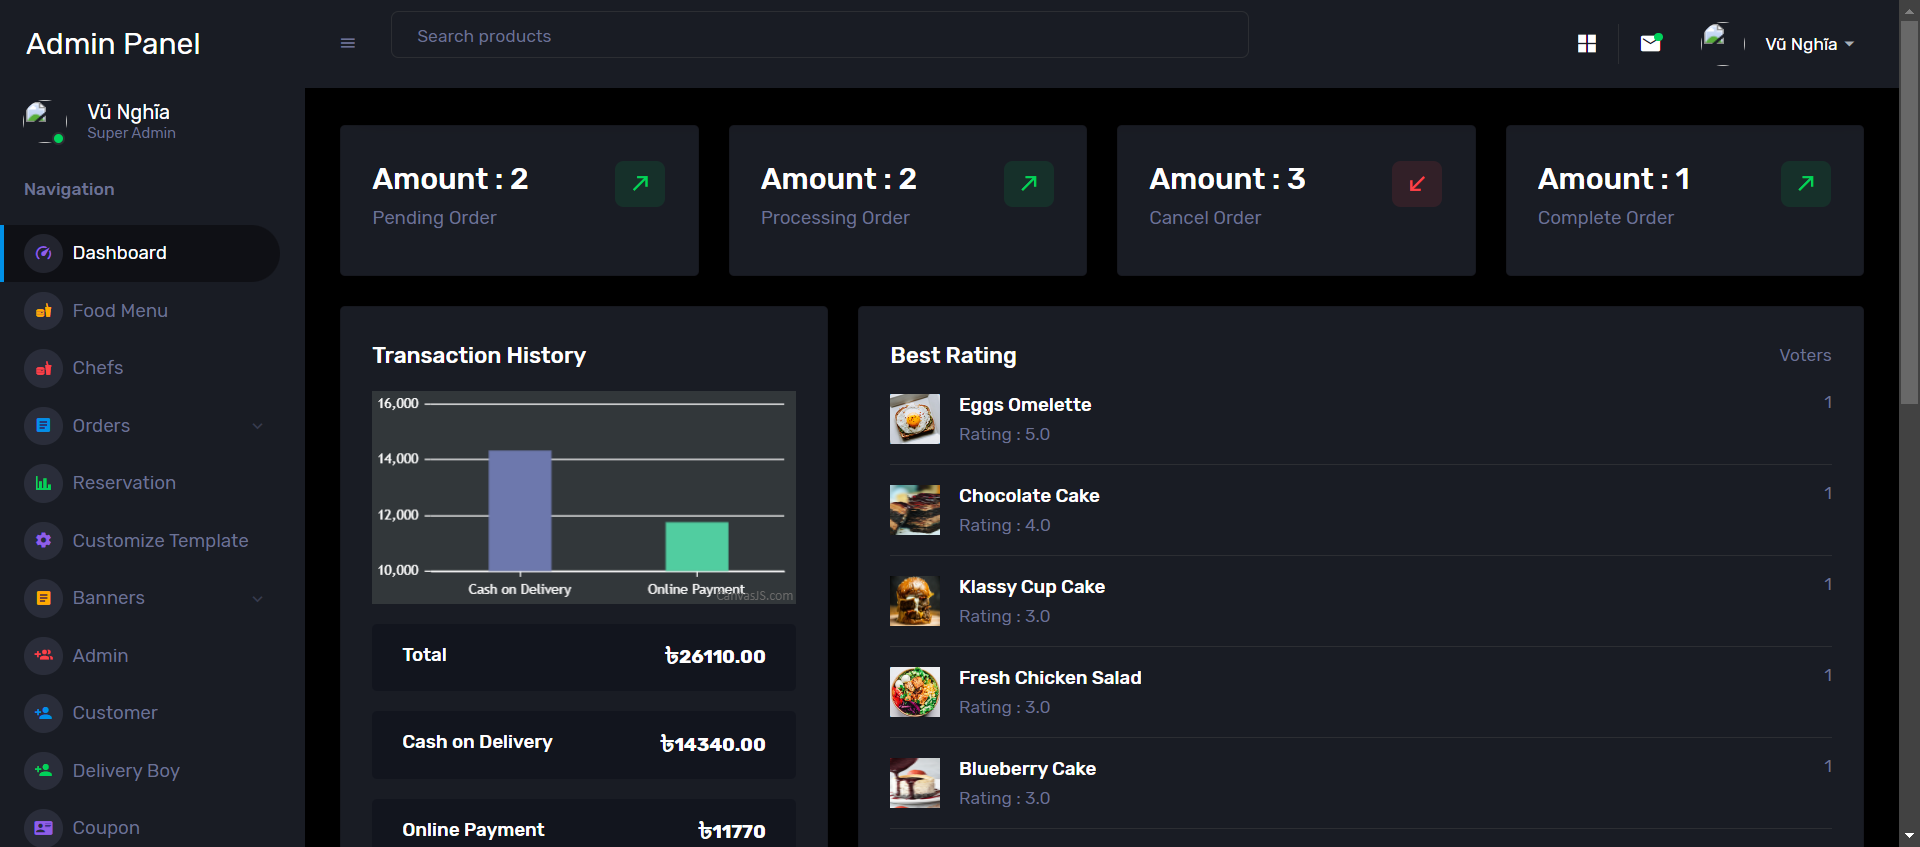 Admin Panel
Search products
Vũ Nghĩa
Vũ Nghĩa
Super Admin
Navigation
Dashboard
Food Menu
Chefs
Orders
Reservation
Customize Template
Banners
Admin
Customer
Delivery Boy
Coupon
Amount : 2
Pending Order
Amount : 2
Processing Order
Amount : 3
Cancel Order
Amount : 1
Complete Order
Transaction History
16,000
14,000
12,000
10,000
Cash on Delivery
Online Payment
CanvasJS.com
Total
৳26110.00
Cash on Delivery
৳14340.00
Online Payment
৳11770
Best Rating
Voters
Eggs Omelette
1
Rating : 5.0
Chocolate Cake
1
Rating : 4.0
Klassy Cup Cake
1
Rating : 3.0
Fresh Chicken Salad
1
Rating : 3.0
Blueberry Cake
1
Rating : 3.0